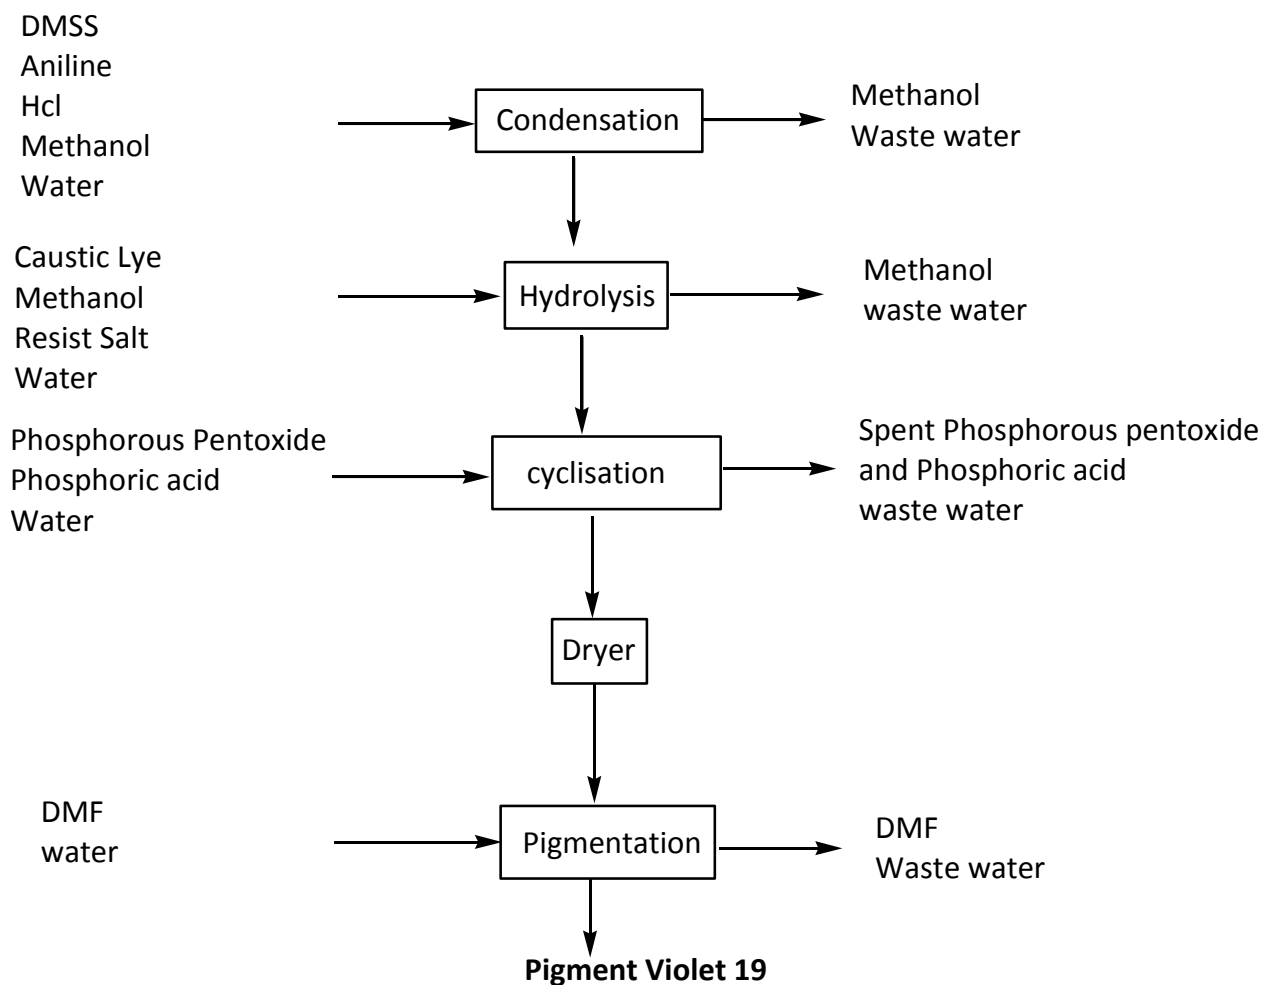 DMSS
Aniline
Hcl
Methanol
Water
Condensation
Methanol
Waste water
Caustic Lye
Methanol
Resist Salt
Water
Hydrolysis
Methanol
waste water
Phosphorous Pentoxide
Phosphoric acid
Water
cyclisation
Spent Phosphorous pentoxide
and Phosphoric acid
waste water
Dryer
DMF
water
Pigmentation
DMF
Waste water
Pigment Violet 19